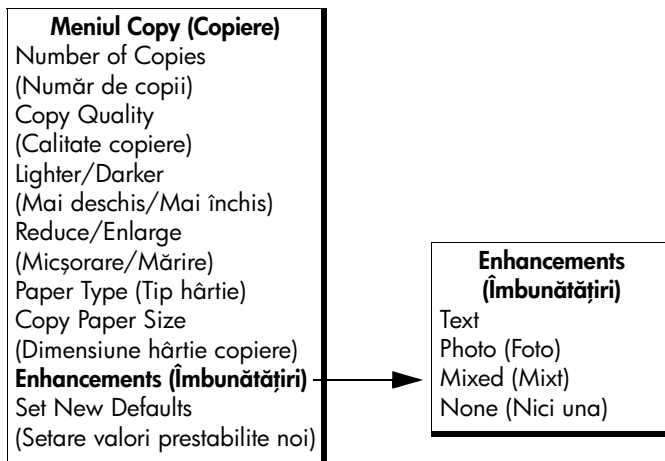 Meniul Copy (Copiere)
Number of Copies
(Număr de copii)
Copy Quality
(Calitate copiere)
Lighter/Darker
(Mai deschis/Mai închis)
Reduce/Enlarge
(Micșorare/Mărire)
Paper Type (Tip hârtie)
Copy Paper Size
(Dimensiune hârtie copiere)
Enhancements (Îmbunătățiri)
Set New Defaults
(Setare valori prestabilite noi)
Enhancements
(Îmbunătățiri)
Text
Photo (Foto)
Mixed (Mixt)
None (Nici una)